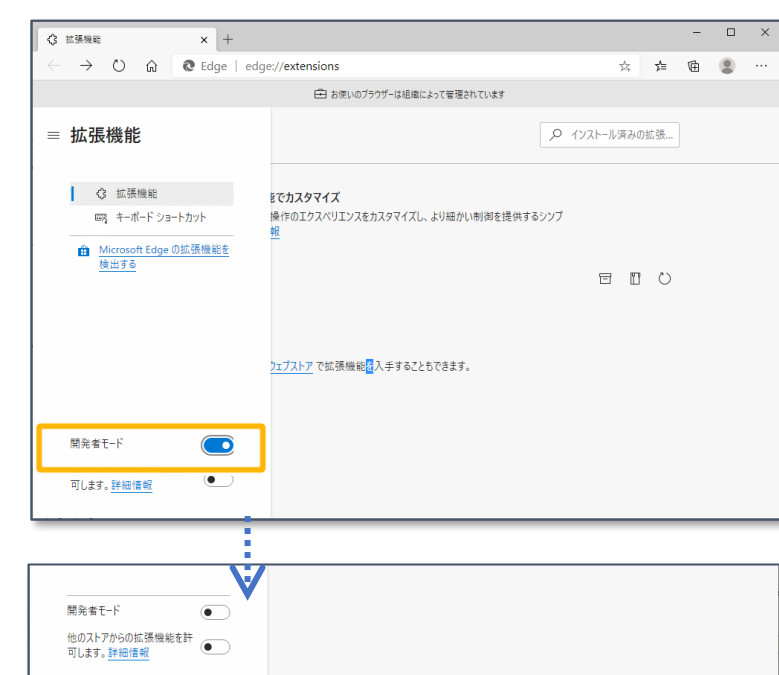 拡張機能
Edge | edge://extensions
お使いのブラウザーは組織によって管理されています
拡張機能
インストール済みの拡張...
拡張機能
キーボード ショートカット
Microsoft Edge の拡張機能を
検出する
でカスタマイズ
操作のエクスペリエンスをカスタマイズし、より細かい制御を提供するシンプ
報
ウェブストア で拡張機能を入手することもできます。
開発者モード
可します。詳細情報
開発者モード
他のストアからの拡張機能を許
可します。詳細情報